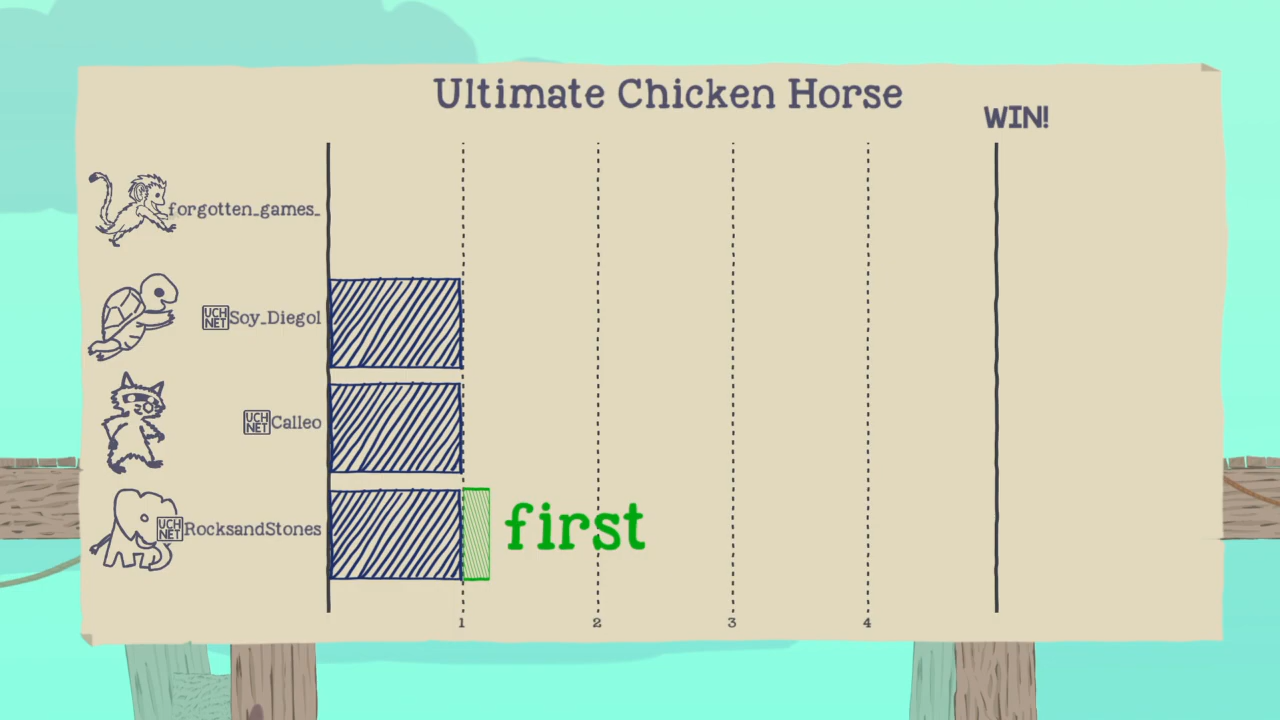 Ultimate Chicken Horse
WIN!
forgotten_games_
UCH NET Soy_Diegol
UCH NET Calleo
UCH NET RocksandStones
first
1 2 3 4